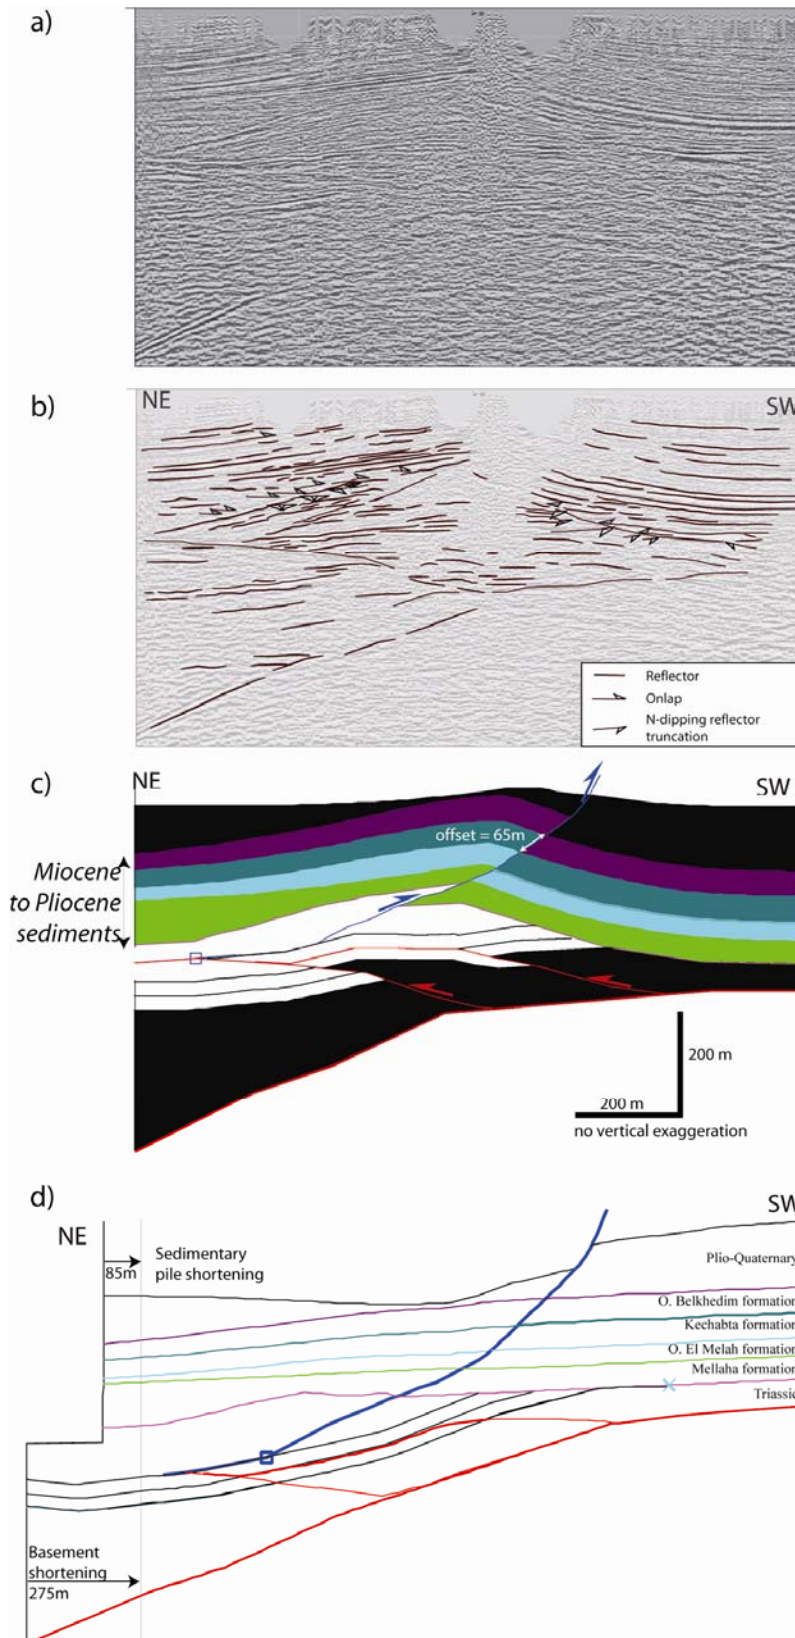 a)
b)
NE
SW
Reflector
Onlap
N-dipping reflector
truncation
c)
NE
SW
offset = 65m
Miocene
to Pliocene
sediments
200 m
200 m
no vertical exaggeration
d)
SW
NE
Sedimentary
85m
pile shortening
Plio-Quaternary
O. Belkhedim formation
Kechabta formation
O. El Melah formation
Mellaha formation
Triassic
Basement
shortening
275m